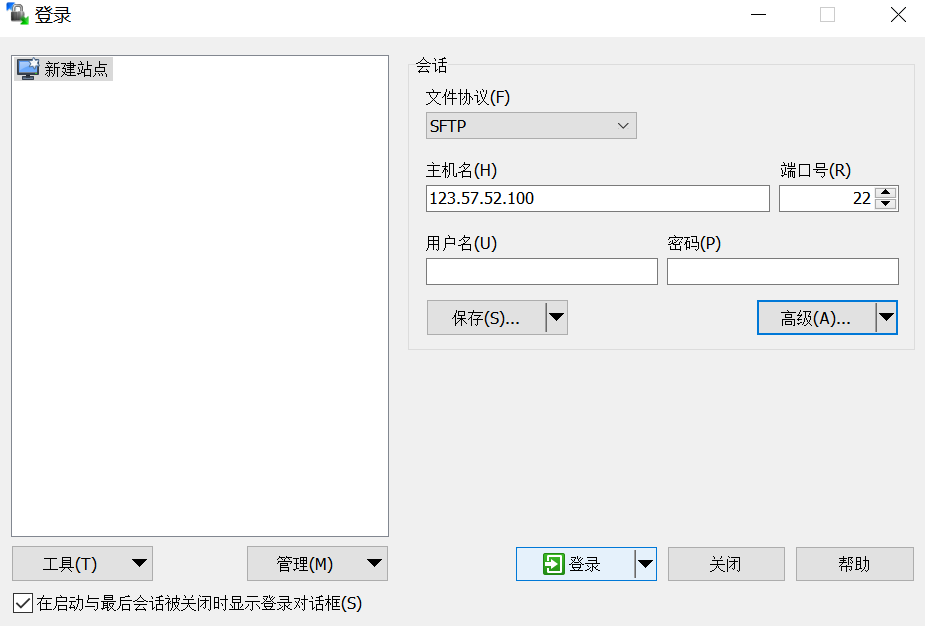 登录
新建站点
会话
文件协议(F)
SFTP
主机名(H) 端口号(R)
123.57.52.100 22
用户名(U) 密码(P)
保存(S)... 高级(A)...
工具(T) 管理(M) 登录 关闭 帮助
在启动与最后会话被关闭时显示登录对话框(S)